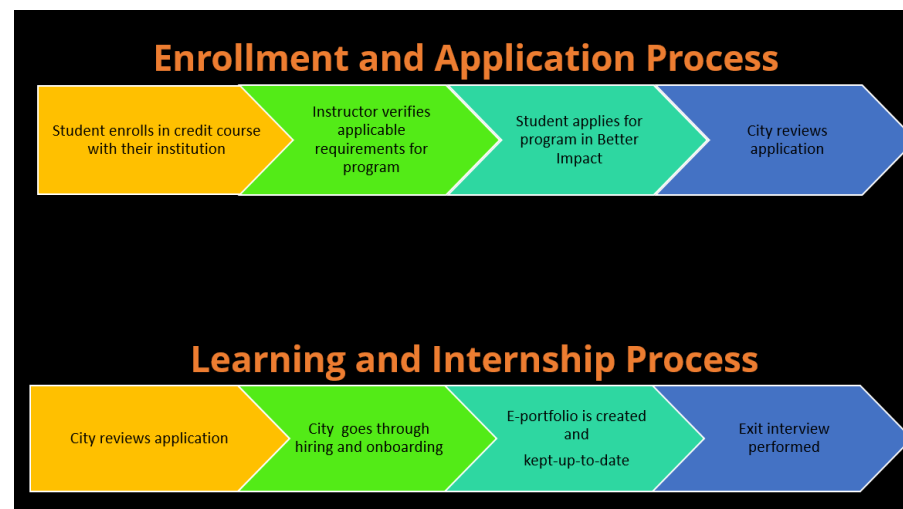 Enrollment and Application Process
Student enrolls in credit course
with their institution
Instructor verifies
applicable
requirements for
program
Student applies for
program in Better
Impact
City reviews
application
Learning and Internship Process
City reviews application
City  goes through
hiring and onboarding
E-portfolio is created
and
kept-up-to-date
Exit interview
performed